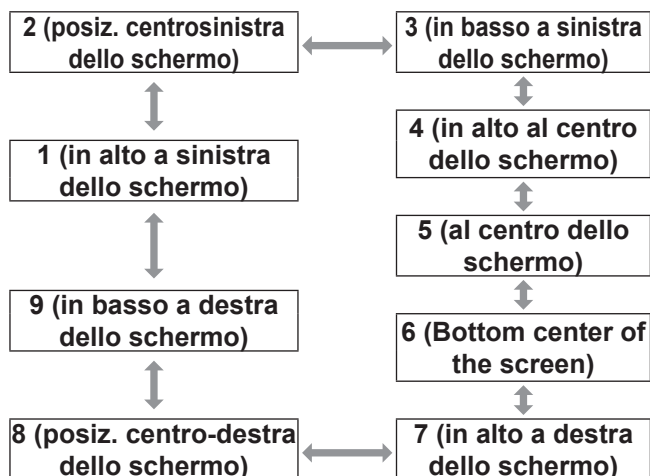 2 (posiz. centrosinistra
dello schermo)
3 (in basso a sinistra
dello schermo)
1 (in alto a sinistra
dello schermo)
4 (in alto al centro
dello schermo)
5 (al centro dello
schermo)
9 (in basso a destra
dello schermo)
6 (Bottom center of
the screen)
8 (posiz. centro-destra
dello schermo)
7 (in alto a destra
dello schermo)